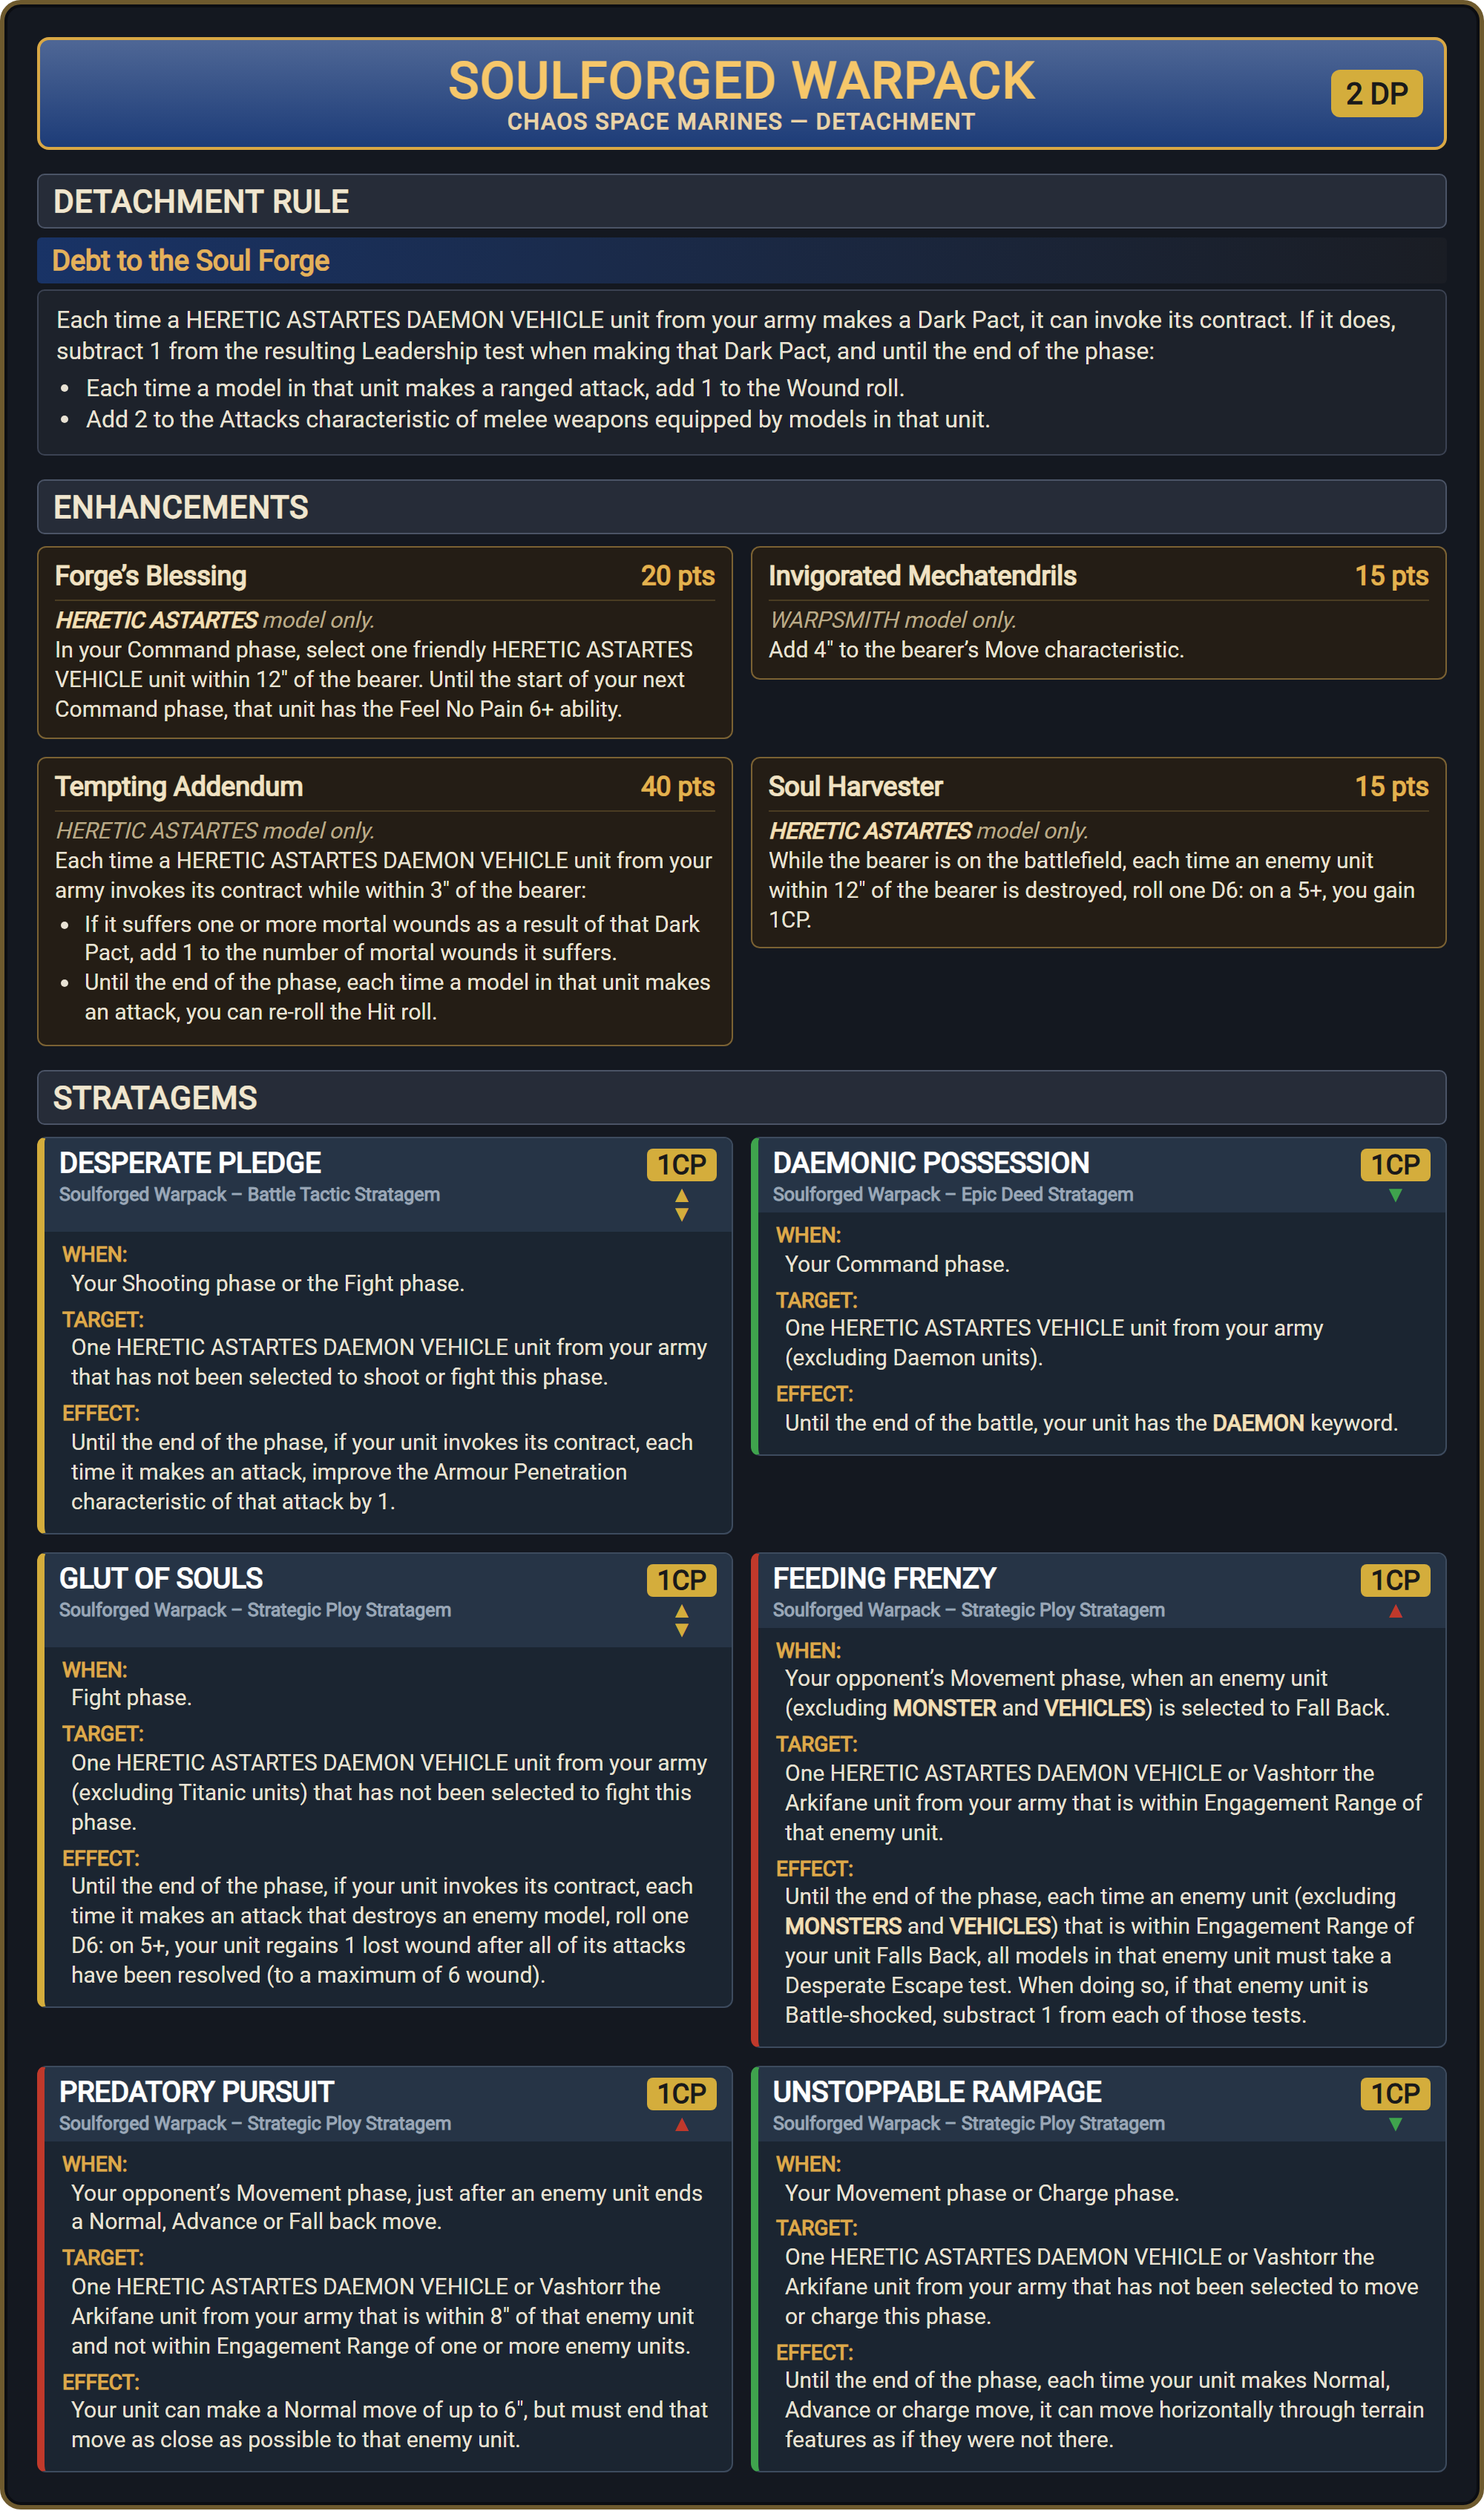 SOULFORGED WARPACK
CHAOS SPACE MARINES — DETACHMENT
2 DP
DETACHMENT RULE
Debt to the Soul Forge
Each time a HERETIC ASTARTES DAEMON VEHICLE unit from your army makes a Dark Pact, it can invoke its contract. If it does,
subtract 1 from the resulting Leadership test when making that Dark Pact, and until the end of the phase:
• Each time a model in that unit makes a ranged attack, add 1 to the Wound roll.
• Add 2 to the Attacks characteristic of melee weapons equipped by models in that unit.
ENHANCEMENTS
Forge’s Blessing 20 pts
HERETIC ASTARTES model only.
In your Command phase, select one friendly HERETIC ASTARTES
VEHICLE unit within 12" of the bearer. Until the start of your next
Command phase, that unit has the Feel No Pain 6+ ability.
Invigorated Mechatendrils 15 pts
WARPSMITH model only.
Add 4" to the bearer’s Move characteristic.
Tempting Addendum 40 pts
HERETIC ASTARTES model only.
Each time a HERETIC ASTARTES DAEMON VEHICLE unit from your
army invokes its contract while within 3" of the bearer:
• If it suffers one or more mortal wounds as a result of that Dark
Pact, add 1 to the number of mortal wounds it suffers.
• Until the end of the phase, each time a model in that unit makes
an attack, you can re-roll the Hit roll.
Soul Harvester 15 pts
HERETIC ASTARTES model only.
While the bearer is on the battlefield, each time an enemy unit
within 12" of the bearer is destroyed, roll one D6: on a 5+, you gain
1CP.
STRATAGEMS
DESPERATE PLEDGE 1CP
Soulforged Warpack – Battle Tactic Stratagem
WHEN:
Your Shooting phase or the Fight phase.
TARGET:
One HERETIC ASTARTES DAEMON VEHICLE unit from your army
that has not been selected to shoot or fight this phase.
EFFECT:
Until the end of the phase, if your unit invokes its contract, each
time it makes an attack, improve the Armour Penetration
characteristic of that attack by 1.
DAEMONIC POSSESSION 1CP
Soulforged Warpack – Epic Deed Stratagem
WHEN:
Your Command phase.
TARGET:
One HERETIC ASTARTES VEHICLE unit from your army
(excluding Daemon units).
EFFECT:
Until the end of the battle, your unit has the DAEMON keyword.
GLUT OF SOULS 1CP
Soulforged Warpack – Strategic Ploy Stratagem
WHEN:
Fight phase.
TARGET:
One HERETIC ASTARTES DAEMON VEHICLE unit from your army
(excluding Titanic units) that has not been selected to fight this
phase.
EFFECT:
Until the end of the phase, if your unit invokes its contract, each
time it makes an attack that destroys an enemy model, roll one
D6: on 5+, your unit regains 1 lost wound after all of its attacks
have been resolved (to a maximum of 6 wound).
FEEDING FRENZY 1CP
Soulforged Warpack – Strategic Ploy Stratagem
WHEN:
Your opponent’s Movement phase, when an enemy unit
(excluding MONSTER and VEHICLES) is selected to Fall Back.
TARGET:
One HERETIC ASTARTES DAEMON VEHICLE or Vashtorr the
Arkifane unit from your army that is within Engagement Range of
that enemy unit.
EFFECT:
Until the end of the phase, each time an enemy unit (excluding
MONSTERS and VEHICLES) that is within Engagement Range of
your unit Falls Back, all models in that enemy unit must take a
Desperate Escape test. When doing so, if that enemy unit is
Battle-shocked, substract 1 from each of those tests.
PREDATORY PURSUIT 1CP
Soulforged Warpack – Strategic Ploy Stratagem
WHEN:
Your opponent’s Movement phase, just after an enemy unit ends
a Normal, Advance or Fall back move.
TARGET:
One HERETIC ASTARTES DAEMON VEHICLE or Vashtorr the
Arkifane unit from your army that is within 8" of that enemy unit
and not within Engagement Range of one or more enemy units.
EFFECT:
Your unit can make a Normal move of up to 6", but must end that
move as close as possible to that enemy unit.
UNSTOPPABLE RAMPAGE 1CP
Soulforged Warpack – Strategic Ploy Stratagem
WHEN:
Your Movement phase or Charge phase.
TARGET:
One HERETIC ASTARTES DAEMON VEHICLE or Vashtorr the
Arkifane unit from your army that has not been selected to move
or charge this phase.
EFFECT:
Until the end of the phase, each time your unit makes Normal,
Advance or charge move, it can move horizontally through terrain
features as if they were not there.